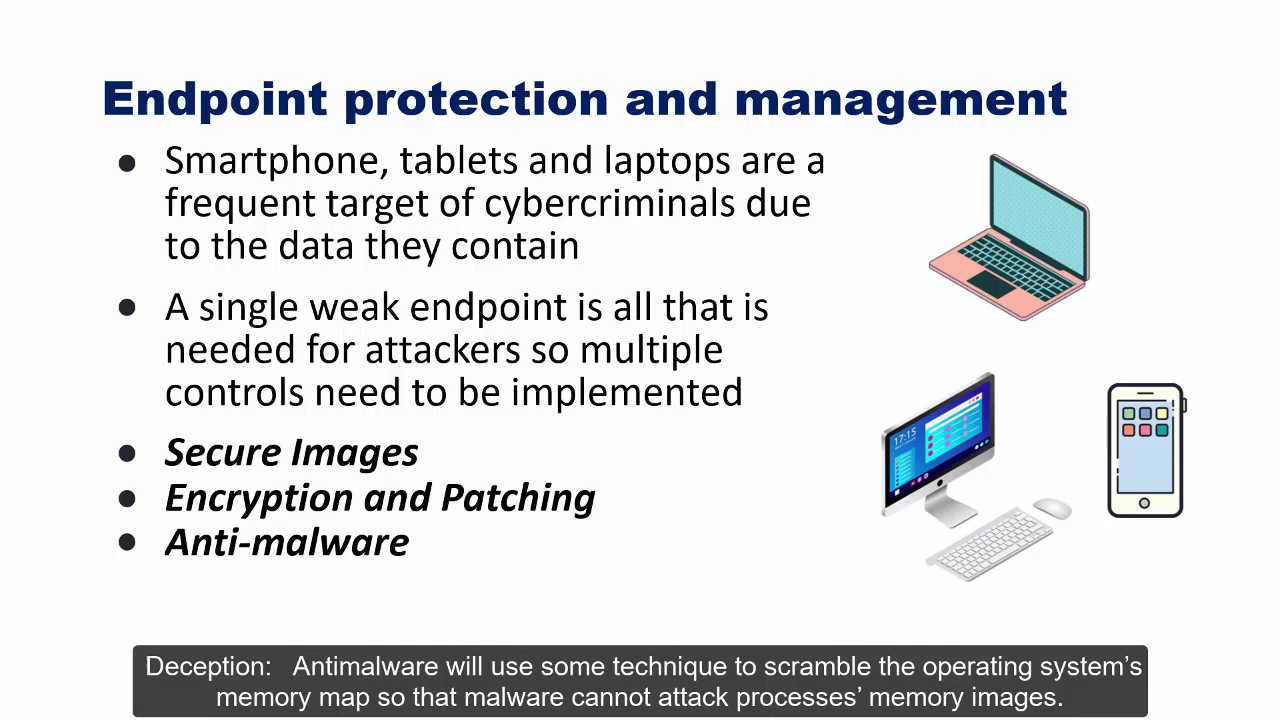 Endpoint protection and management
● Smartphone, tablets and laptops are a
frequent target of cybercriminals due
to the data they contain
● A single weak endpoint is all that is
needed for attackers so multiple
controls need to be implemented
● Secure Images
● Encryption and Patching
● Anti-malware
17:15
Deception:   Antimalware will use some technique to scramble the operating system’s
memory map so that malware cannot attack processes’ memory images.